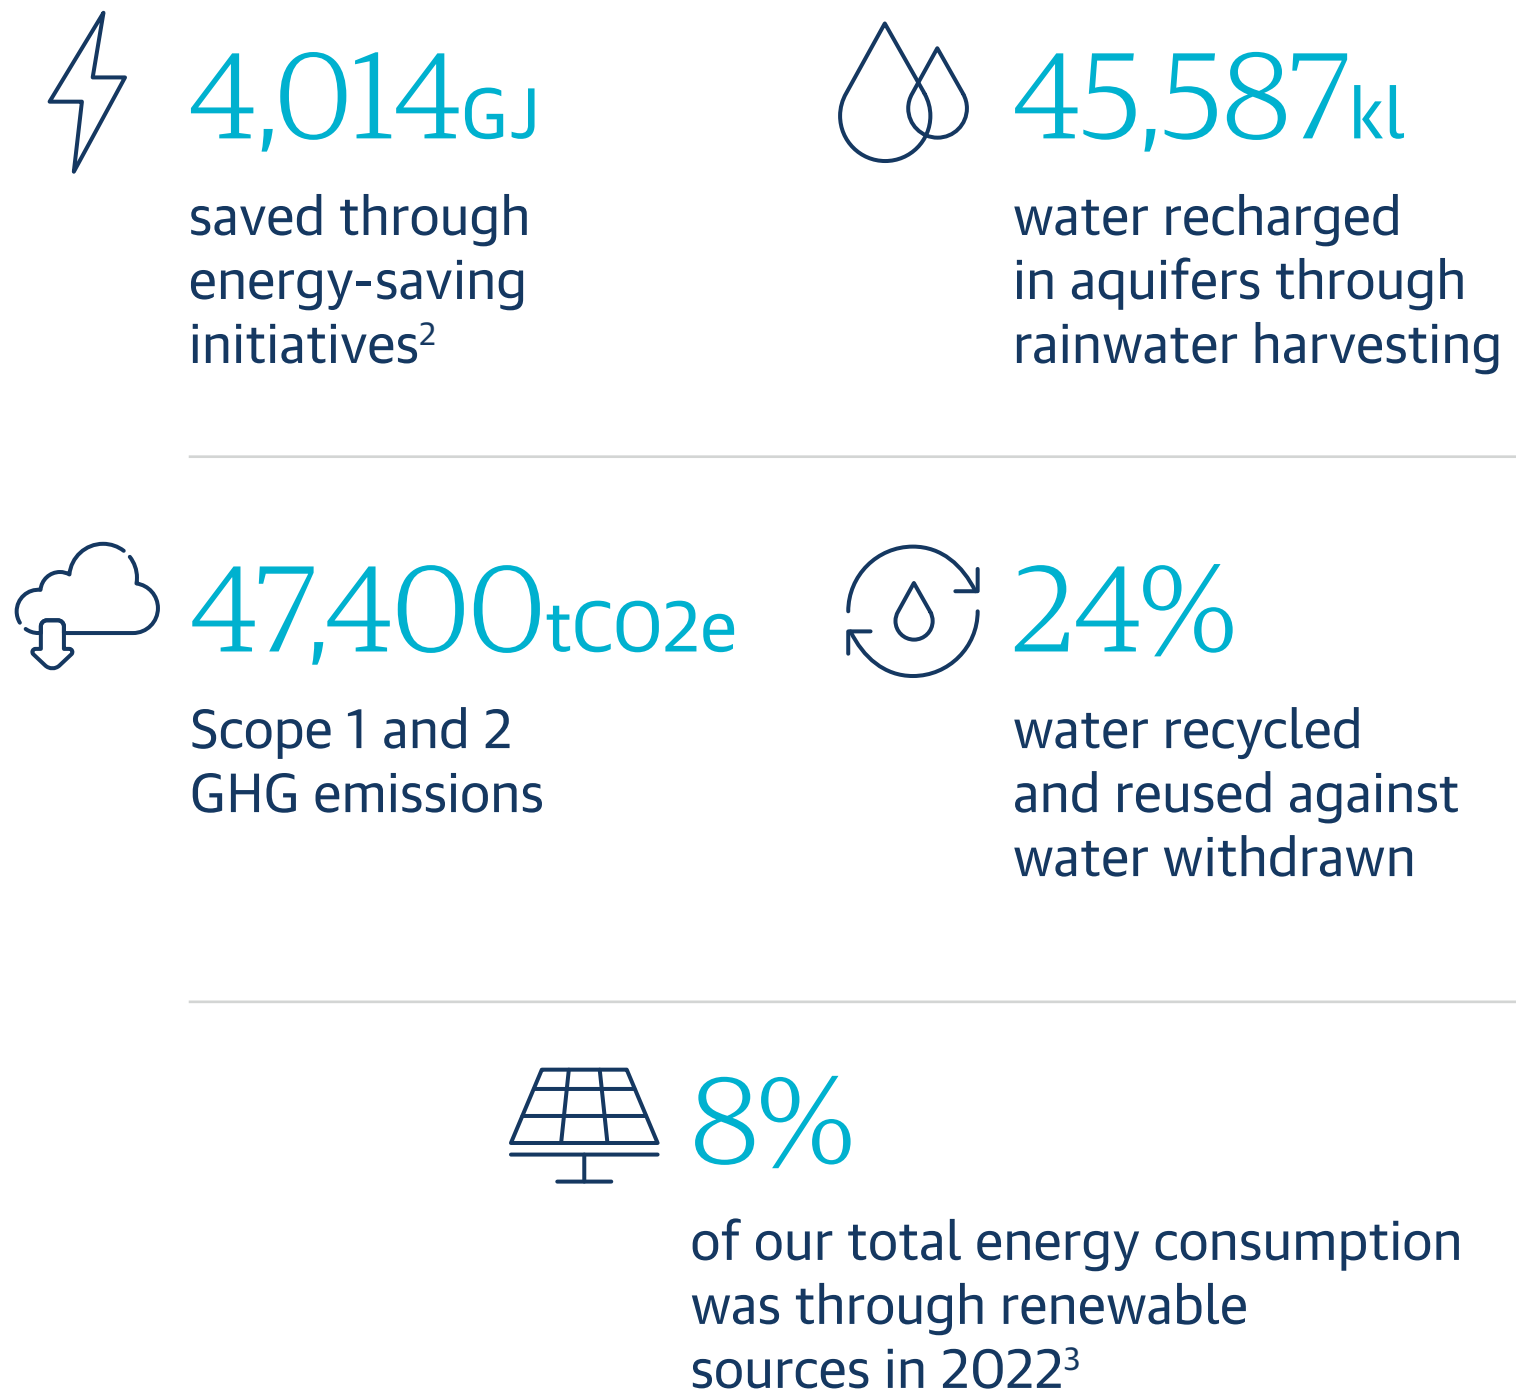 4,014GJ
saved through
energy-saving
initiatives²
45,587kl
water recharged
in aquifers through
rainwater harvesting
47,400tCO2e
Scope 1 and 2
GHG emissions
24%
water recycled
and reused against
water withdrawn
8%
of our total energy consumption
was through renewable
sources in 2022³